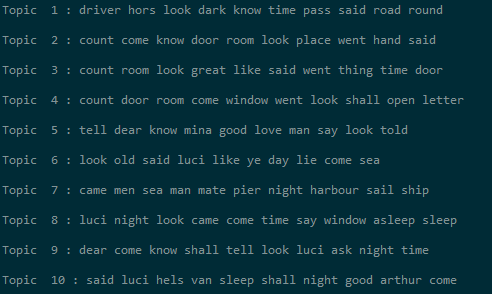 Topic  1 : driver hors look dark know time pass said road round
Topic  2 : count come know door room look place went hand said
Topic  3 : count room look great like said went thing time door
Topic  4 : count door room come window went look shall open letter
Topic  5 : tell dear know mina good love man say look told
Topic  6 : look old said luci like ye day lie come sea
Topic  7 : came men sea man mate pier night harbour sail ship
Topic  8 : luci night look came come time say window asleep sleep
Topic  9 : dear come know shall tell look luci ask night time
Topic  10 : said luci hels van sleep shall night good arthur come